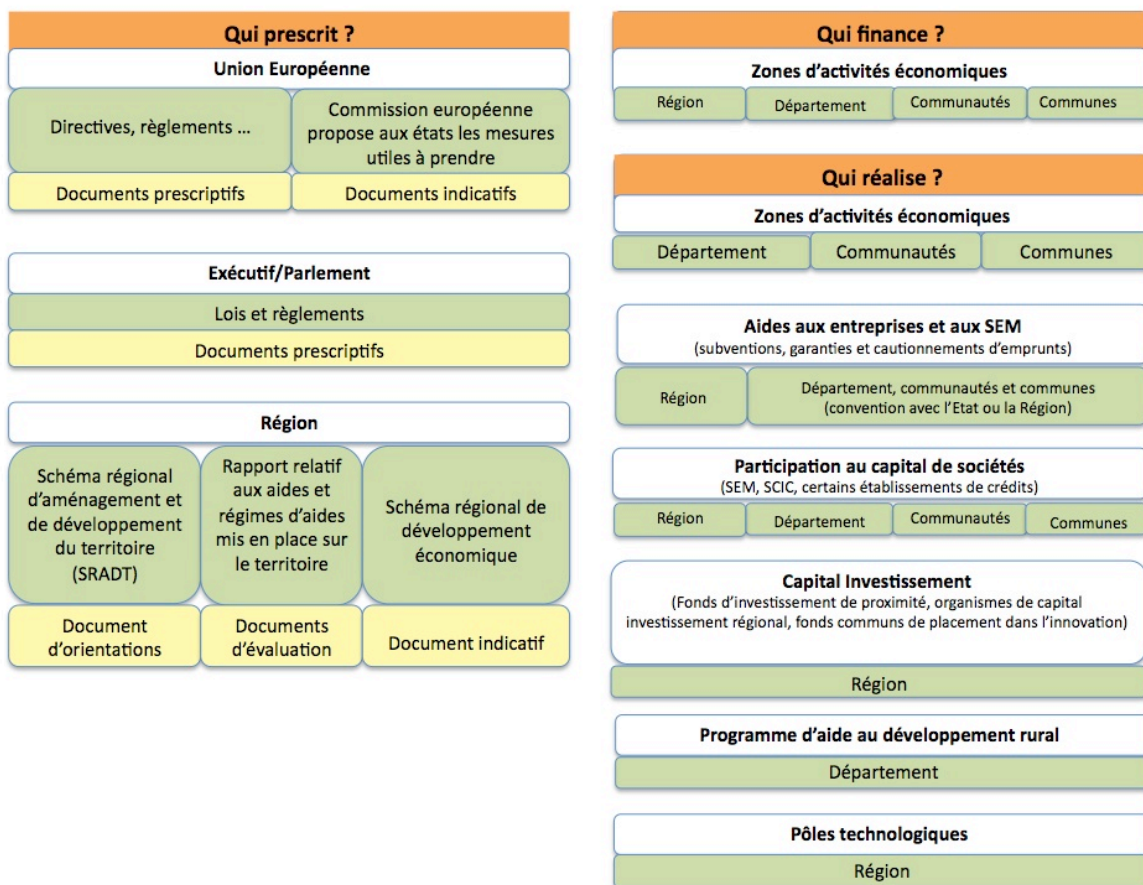 Qui prescrit ?
Union Européenne
Directives, règlements ...
Commission européenne
propose aux états les mesures
utiles à prendre
Documents prescriptifs
Documents indicatifs
Exécutif/Parlement
Lois et règlements
Documents prescriptifs
Région
Schéma régional
d'aménagement et
de développement
du territoire
(SRADT)
Rapport relatif
aux aides et
régimes d'aides
mis en place sur
le territoire
Schéma régional de
développement
économique
Document
d'orientations
Documents
d'évaluation
Document indicatif
Qui finance ?
Zones d'activités économiques
Région
Département
Communautés
Communes
Qui réalise ?
Zones d'activités économiques
Département
Communautés
Communes
Aides aux entreprises et aux SEM
(subventions, garanties et cautionnements d'emprunts)
Région
Département, communautés et communes
(convention avec l'Etat ou la Région)
Participation au capital de sociétés
(SEM, SCIC, certains établissements de crédits)
Région
Département
Communautés
Communes
Capital Investissement
(Fonds d'investissement de proximité, organismes de capital
investissement régional, fonds communs de placement dans l'innovation)
Région
Programme d'aide au développement rural
Département
Pôles technologiques
Région